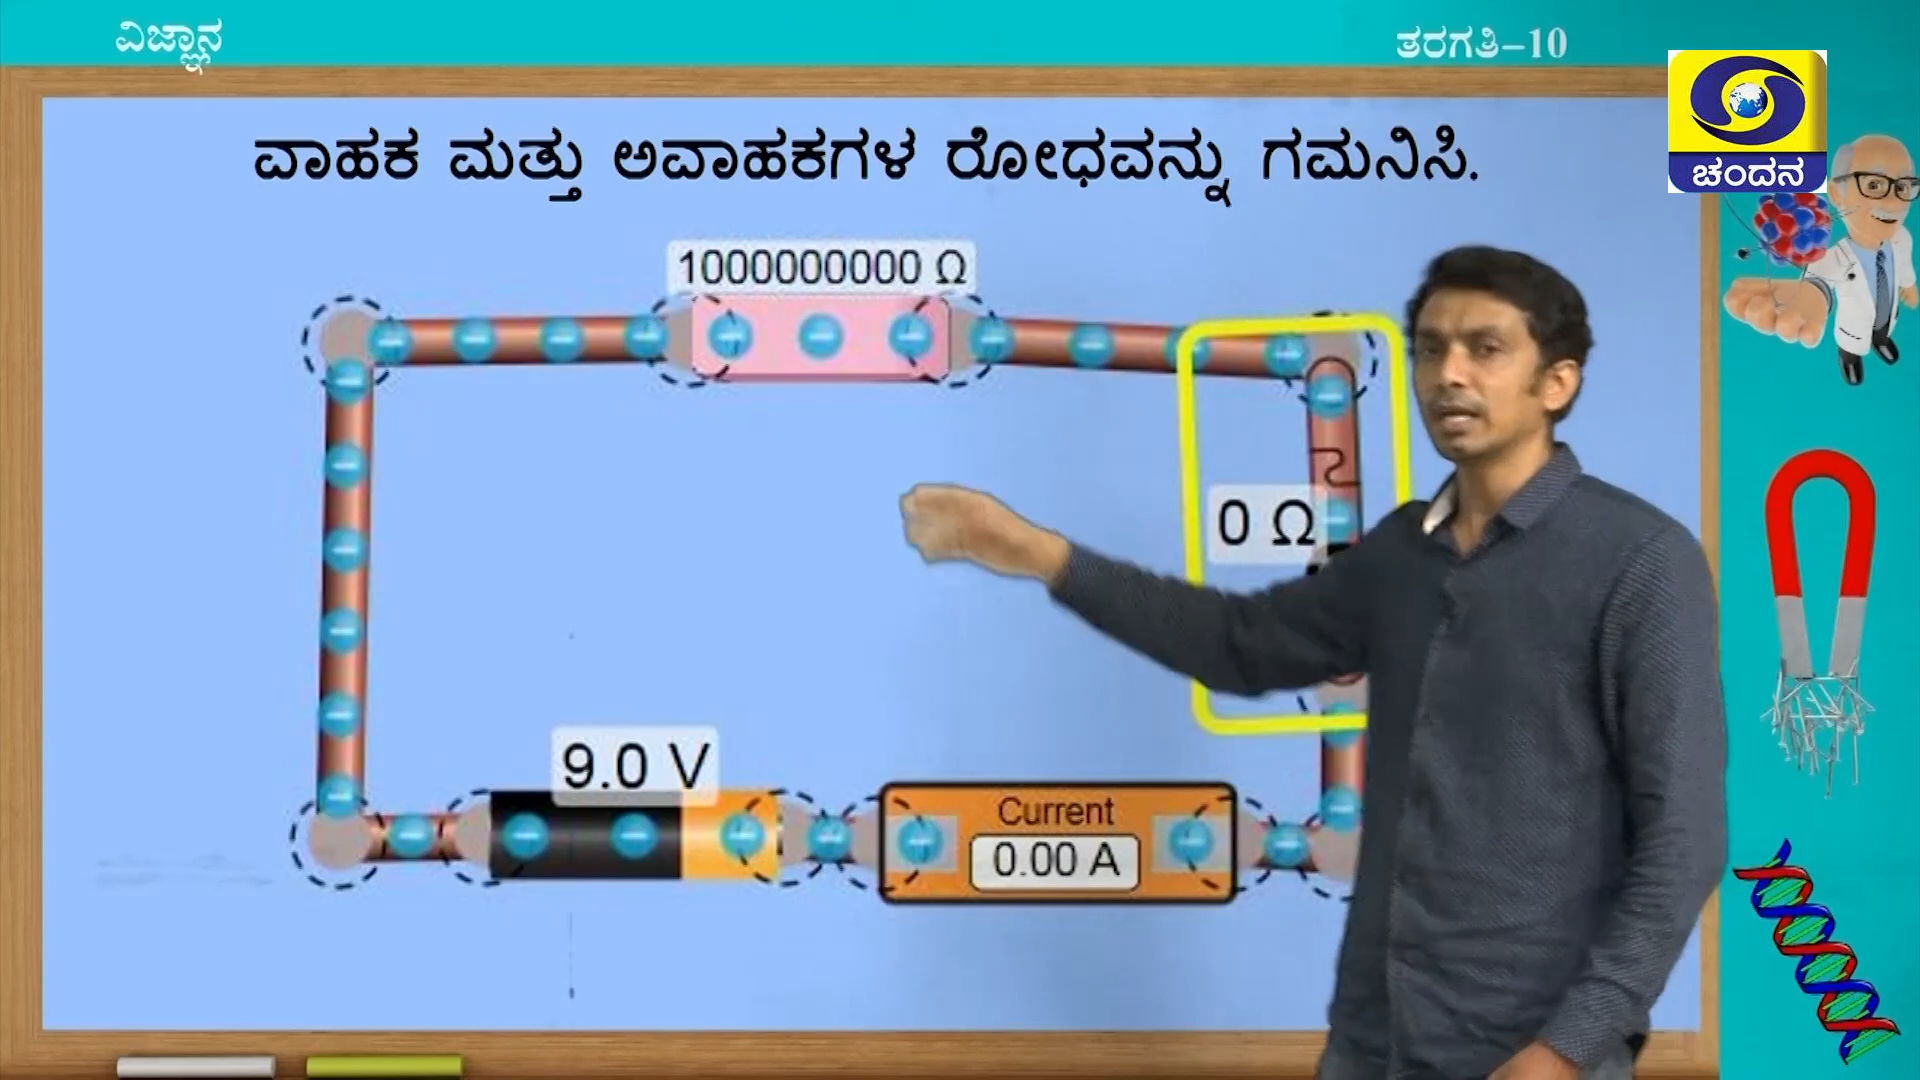 ವಿಜ್ಞಾನ
ತರಗತಿ-10
ಚಂದನ
ವಾಹಕ ಮತ್ತು ಅವಾಹಕಗಳ ರೋಧವನ್ನು ಗಮನಿಸಿ.
1000000000 Ω
0 Ω
9.0 V
Current
0.00 A